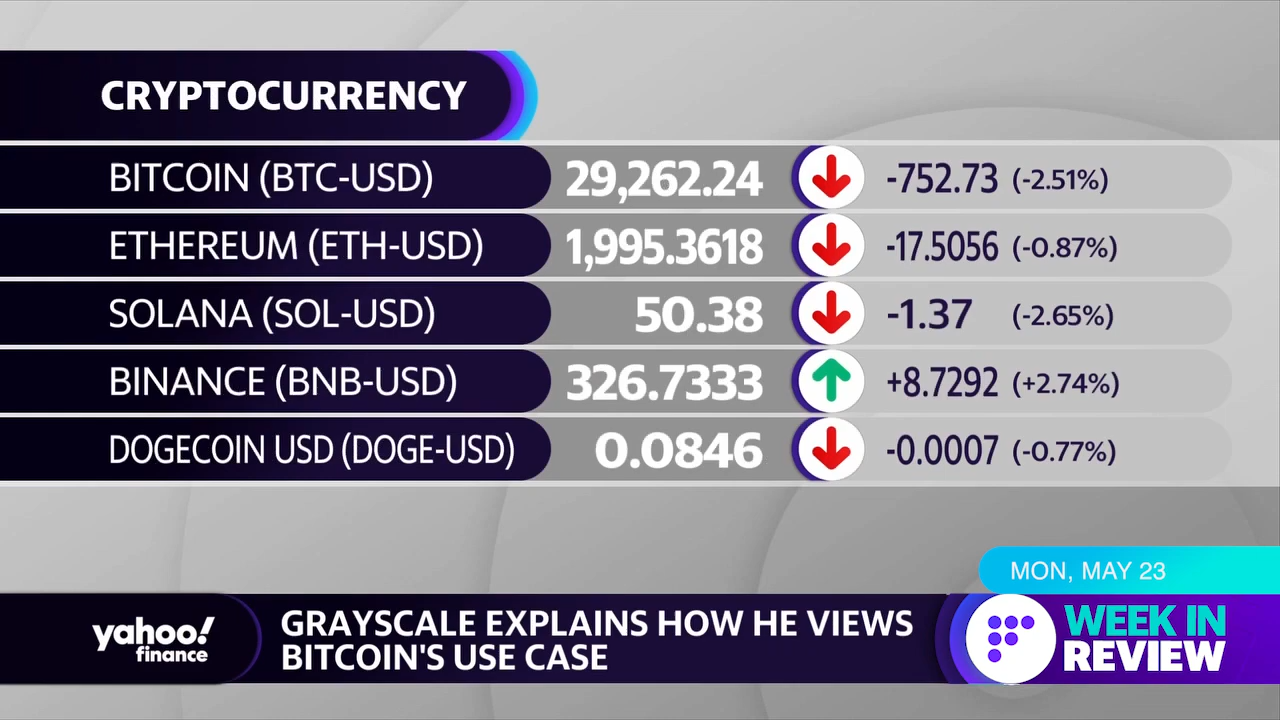 CRYPTOCURRENCY
BITCOIN (BTC-USD) 29,262.24 -752.73 (-2.51%)
ETHEREUM (ETH-USD) 1,995.3618 -17.5056 (-0.87%)
SOLANA (SOL-USD) 50.38 -1.37 (-2.65%)
BINANCE (BNB-USD) 326.7333 +8.7292 (+2.74%)
DOGECOIN USD (DOGE-USD) 0.0846 -0.0007 (-0.77%)
MON, MAY 23
yahoo!
finance
GRAYSCALE EXPLAINS HOW HE VIEWS
BITCOIN'S USE CASE
WEEK IN
REVIEW